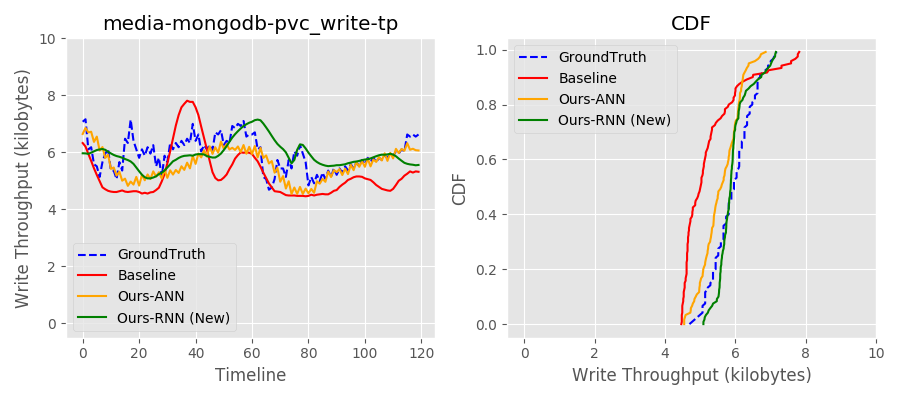 media-mongodb-pvc_write-tp
Write Throughput (kilobytes)
10
8
6
4
2
0
GroundTruth
Baseline
Ours-ANN
Ours-RNN (New)
0 20 40 60 80 100 120
Timeline
CDF
CDF
1.0
0.8
0.6
0.4
0.2
0.0
GroundTruth
Baseline
Ours-ANN
Ours-RNN (New)
0 2 4 6 8 10
Write Throughput (kilobytes)